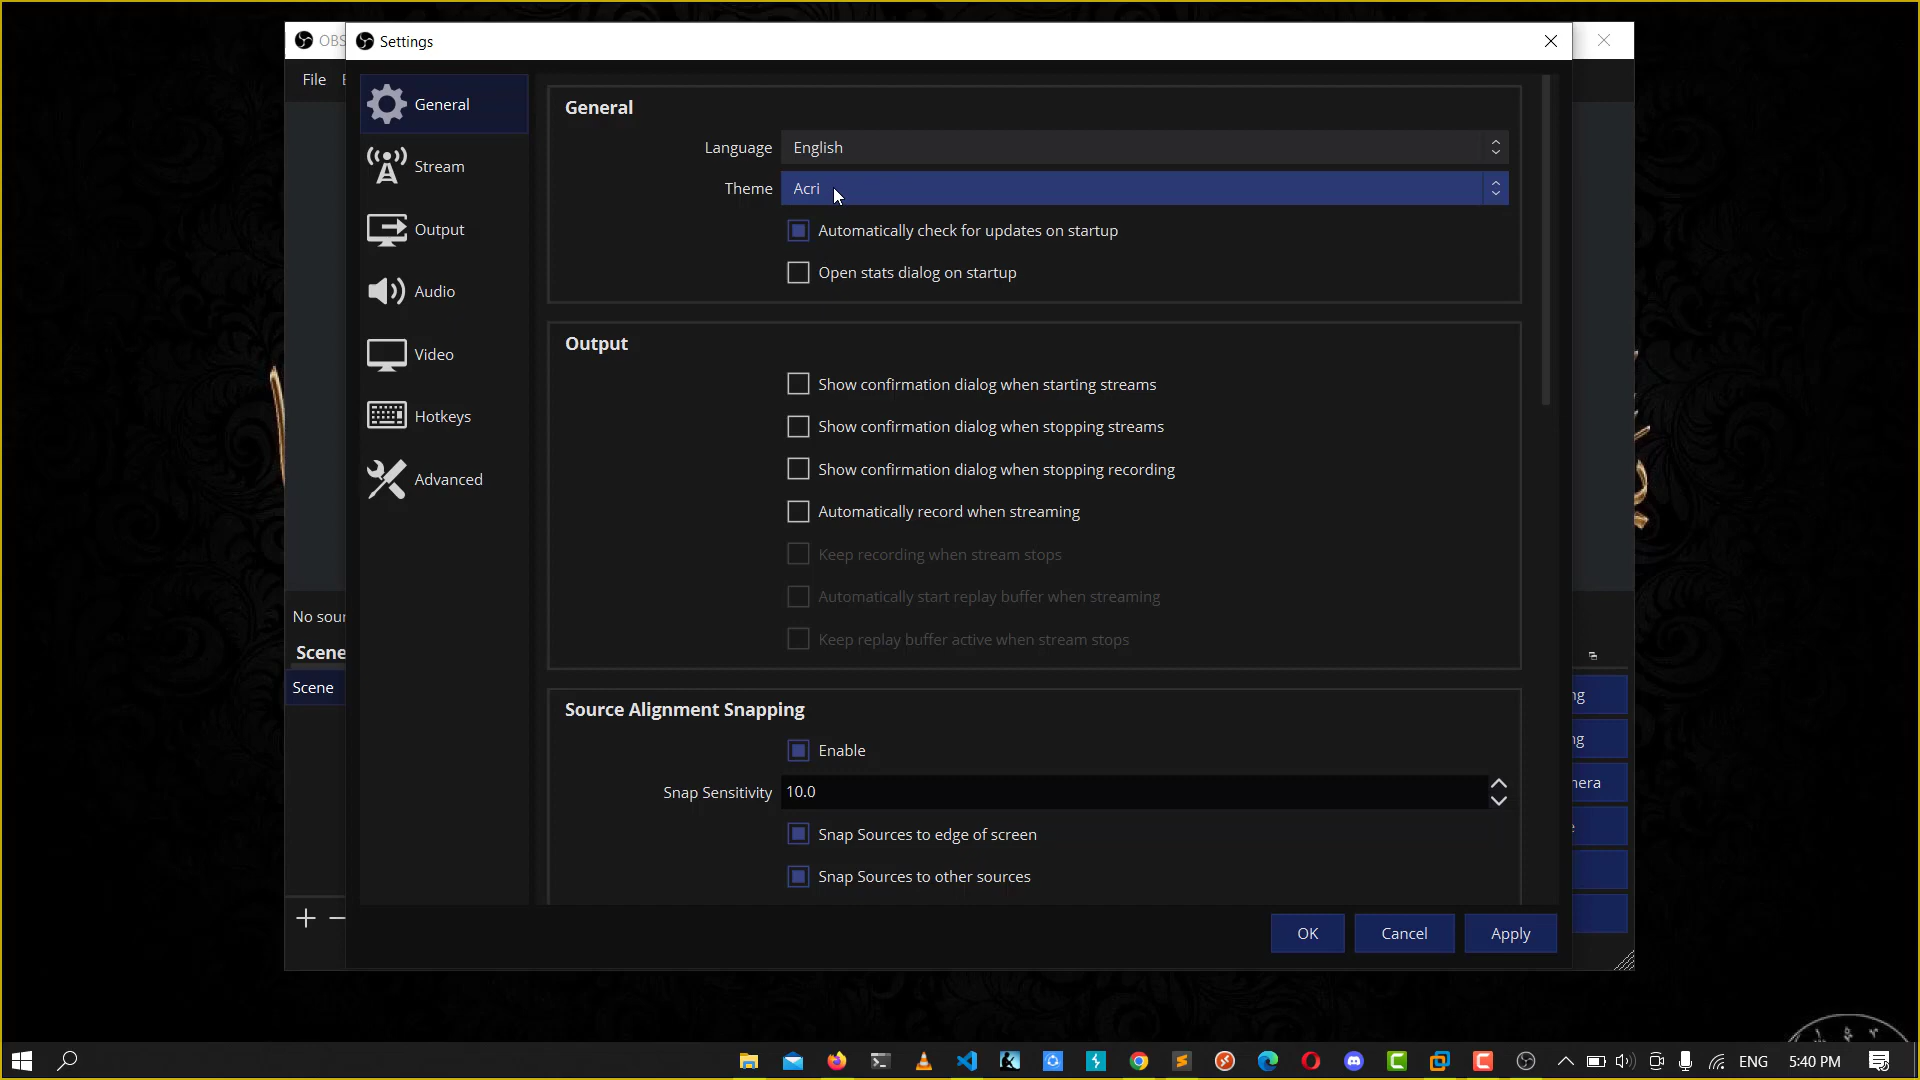 OBS
Settings
File
General
Stream
Output
Audio
Video
Hotkeys
Advanced
General
Language English
Theme Acri
Automatically check for updates on startup
Open stats dialog on startup
Output
Show confirmation dialog when starting streams
Show confirmation dialog when stopping streams
Show confirmation dialog when stopping recording
Automatically record when streaming
Keep recording when stream stops
Automatically start replay buffer when streaming
Keep replay buffer active when stream stops
Source Alignment Snapping
Enable
Snap Sensitivity 10.0
Snap Sources to edge of screen
Snap Sources to other sources
OK Cancel Apply
No sour
Scene
Scene
ng
ng
nera
e
ENG 5:40 PM